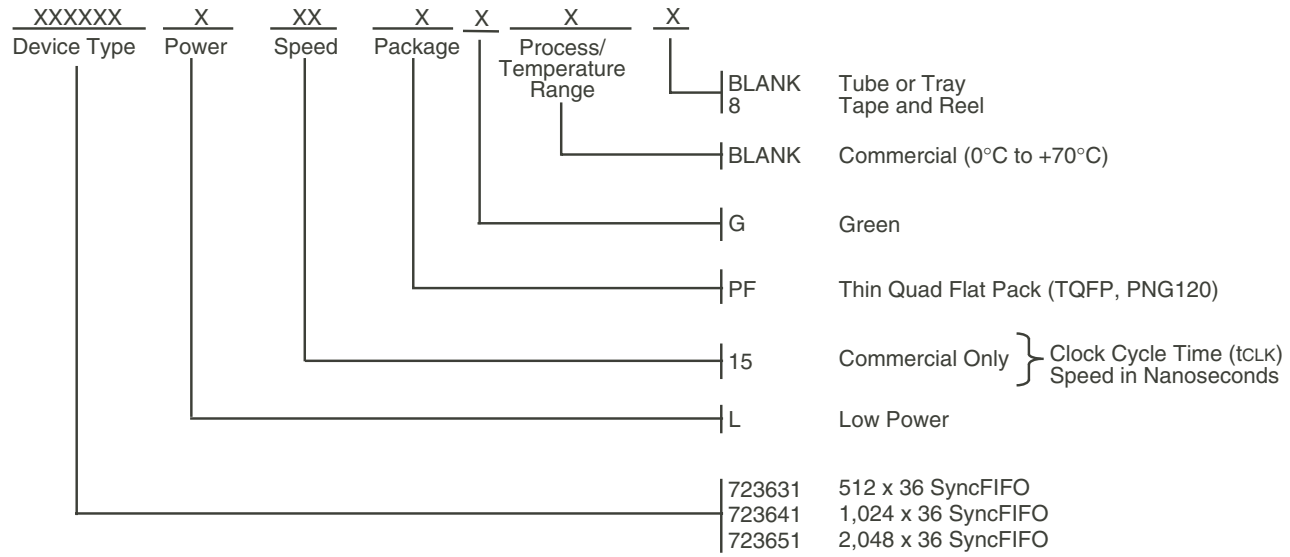 XXXXXX X XX X X X X
Device Type Power Speed Package Process/
Temperature
Range
BLANK Tube or Tray
8 Tape and Reel
BLANK Commercial (0°C to +70°C)
G Green
PF Thin Quad Flat Pack (TQFP, PNG120)
15 Commercial Only Clock Cycle Time (tCLK)
Speed in Nanoseconds
L Low Power
723631 512 x 36 SyncFIFO
723641 1,024 x 36 SyncFIFO
723651 2,048 x 36 SyncFIFO